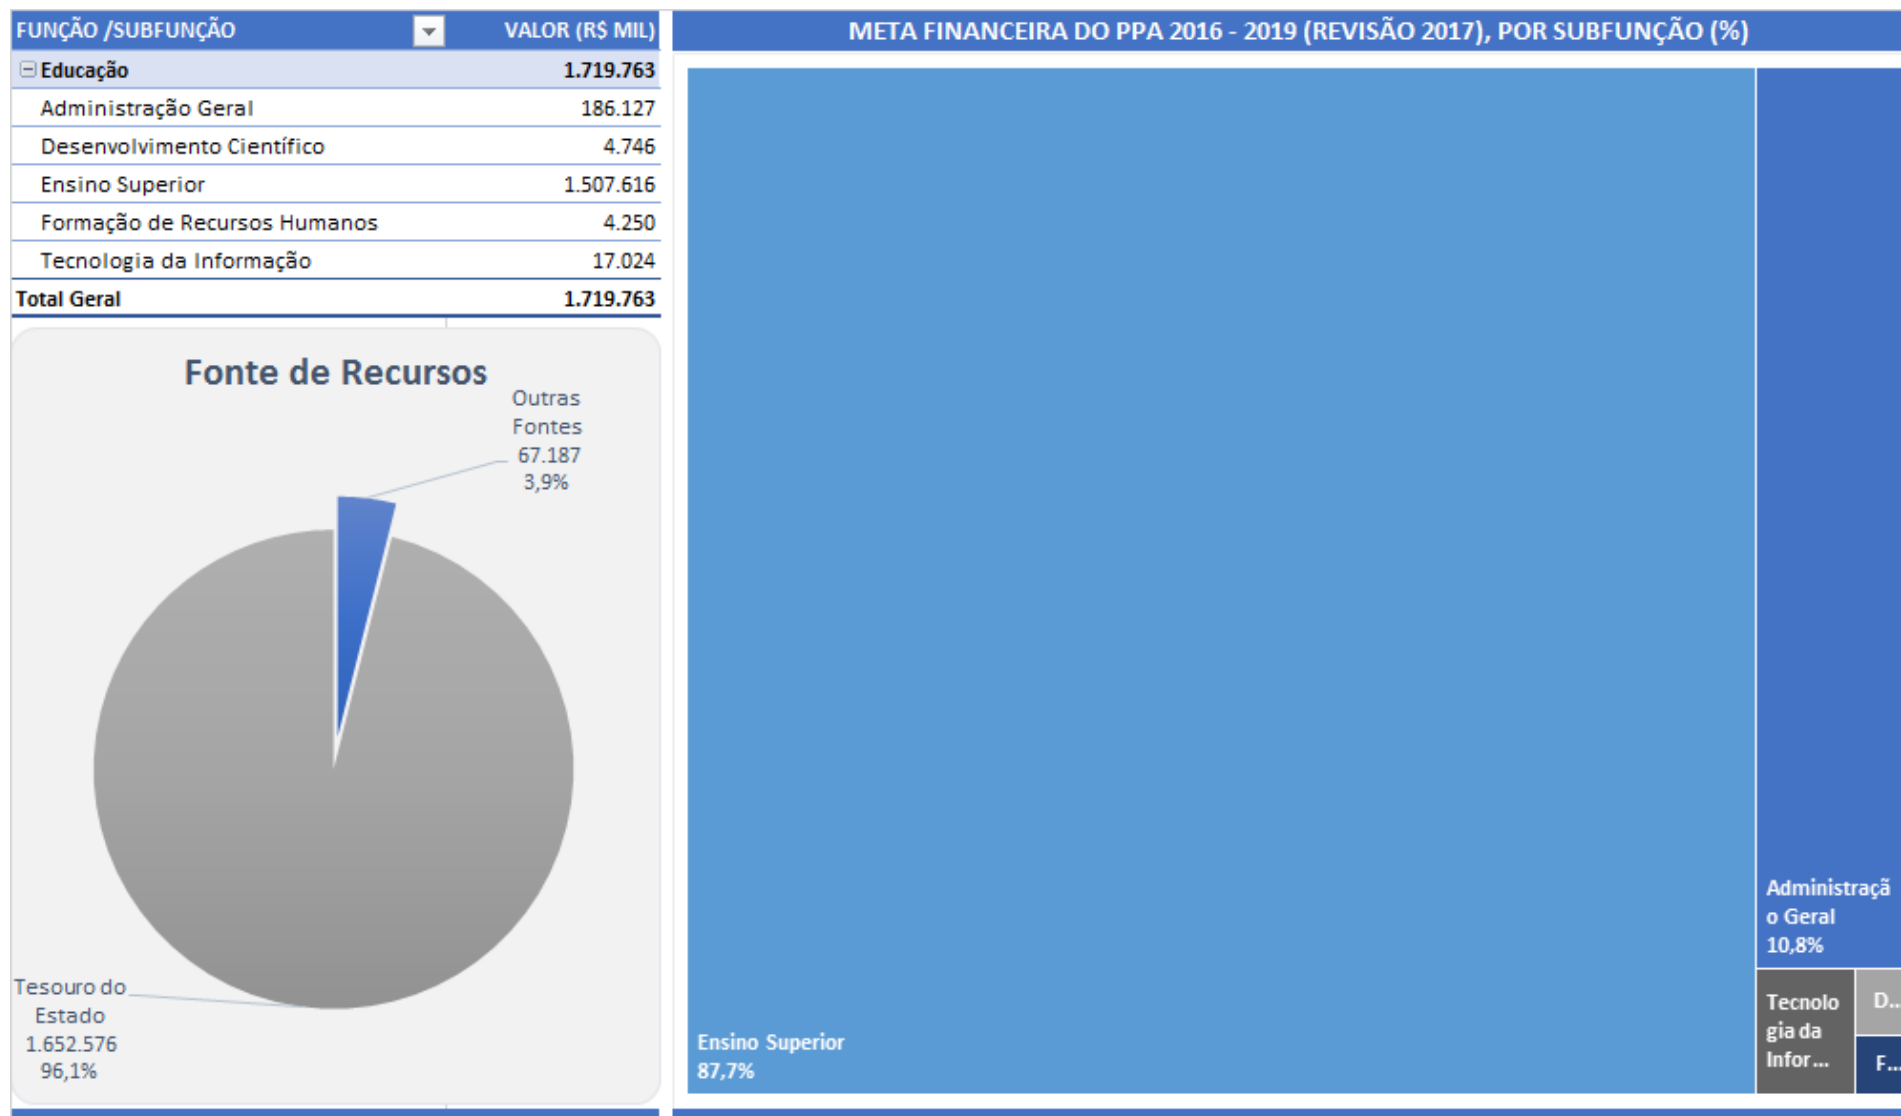 FUNÇÃO /SUBFUNÇÃO VALOR (R$ MIL)
Educação 1.719.763
Administração Geral 186.127
Desenvolvimento Científico 4.746
Ensino Superior 1.507.616
Formação de Recursos Humanos 4.250
Tecnologia da Informação 17.024
Total Geral 1.719.763
Fonte de Recursos
Outras
Fontes
67.187
3,9%
Tesouro do
Estado
1.652.576
96,1%
META FINANCEIRA DO PPA 2016 - 2019 (REVISÃO 2017), POR SUBFUNÇÃO (%)
Ensino Superior
87,7%
Administraçã
o Geral
10,8%
Tecnolo
gia da
Infor...
D...
F...